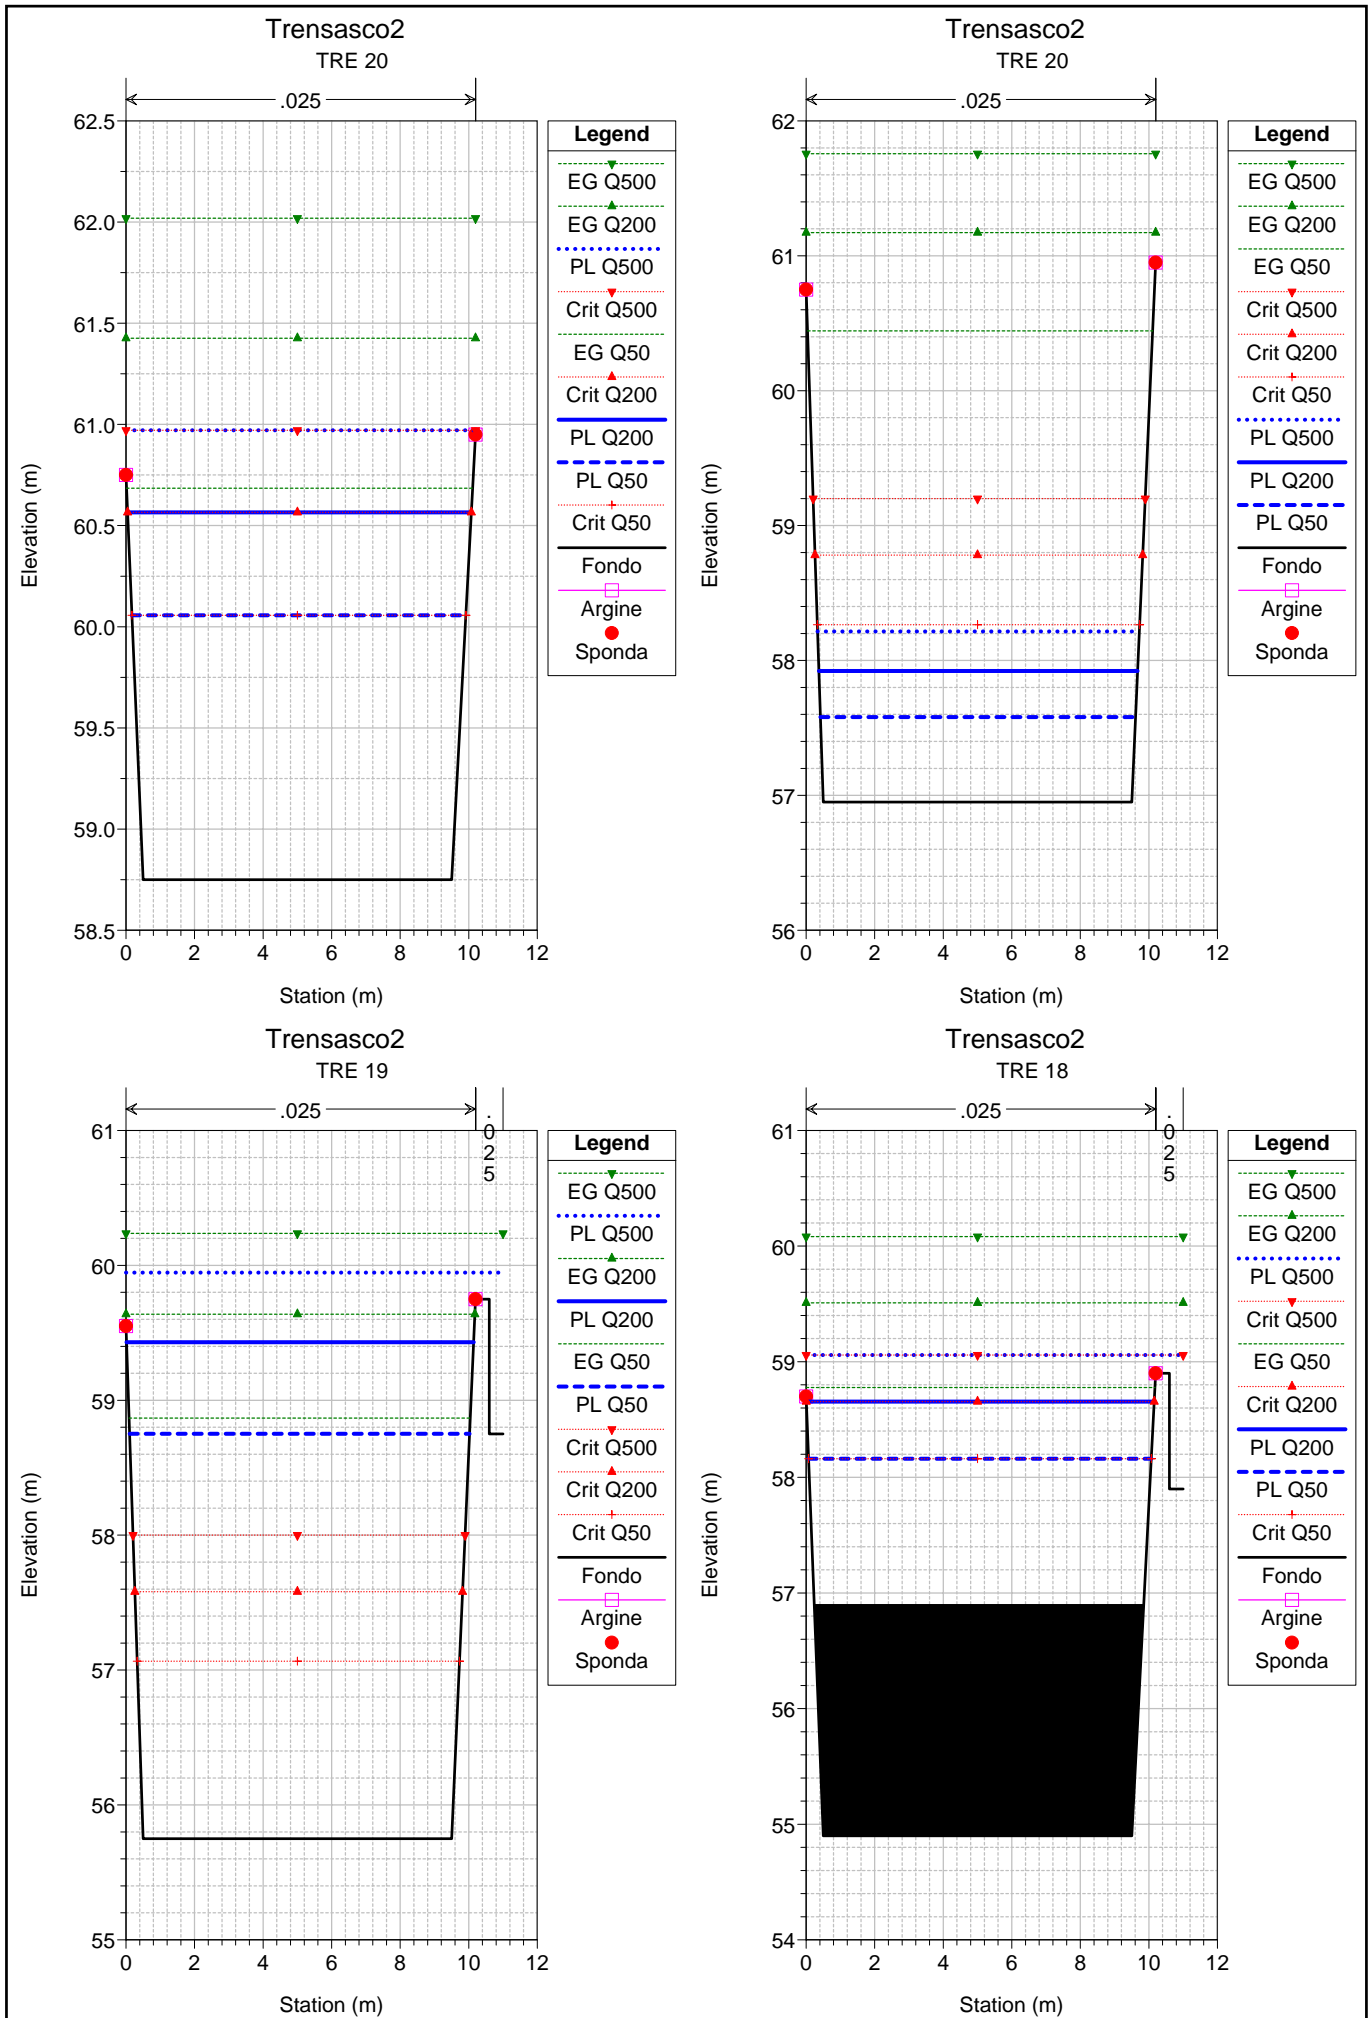 Trensasco2
TRE 20
.025
62.5
62.0
61.5
61.0
60.5
60.0
59.5
59.0
58.5
0 2 4 6 8 10 12
Elevation (m)
Station (m)
Legend
EG Q500
EG Q200
PL Q500
Crit Q500
EG Q50
Crit Q200
PL Q200
PL Q50
Crit Q50
Fondo
Argine
Sponda
Trensasco2
TRE 20
.025
62
61
60
59
58
57
56
0 2 4 6 8 10 12
Elevation (m)
Station (m)
Legend
EG Q500
EG Q200
EG Q50
Crit Q500
Crit Q200
Crit Q50
PL Q500
PL Q200
PL Q50
Fondo
Argine
Sponda
Trensasco2
TRE 19
.025
.025
61
60
59
58
57
56
55
0 2 4 6 8 10 12
Elevation (m)
Station (m)
Legend
EG Q500
PL Q500
EG Q200
PL Q200
EG Q50
PL Q50
Crit Q500
Crit Q200
Crit Q50
Fondo
Argine
Sponda
Trensasco2
TRE 18
.025
.025
61
60
59
58
57
56
55
54
0 2 4 6 8 10 12
Elevation (m)
Station (m)
Legend
EG Q500
EG Q200
PL Q500
Crit Q500
EG Q50
Crit Q200
PL Q200
PL Q50
Crit Q50
Fondo
Argine
Sponda